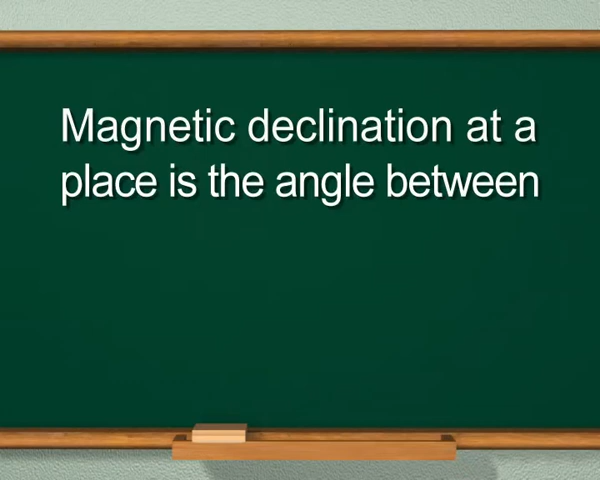 Magnetic declination at a
place is the angle between